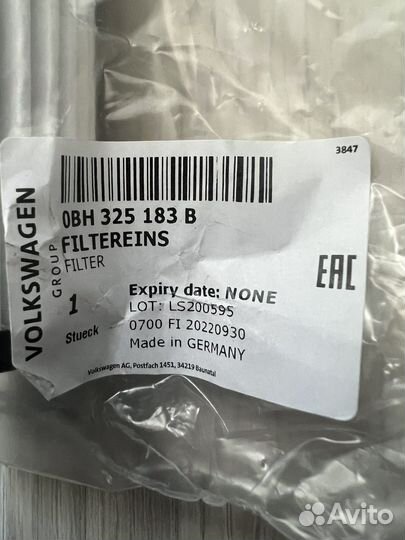 3847
VOLKSWAGEN
GROUP
0BH 325 183 B
FILTEREINS
FILTER
1
Stueck
Expiry date: NONE
LOT: LS200595
0700 FI 20220930
Made in GERMANY
EAC
Volkswagen AG, Postfach 1451, 34219 Baunatal
Avito